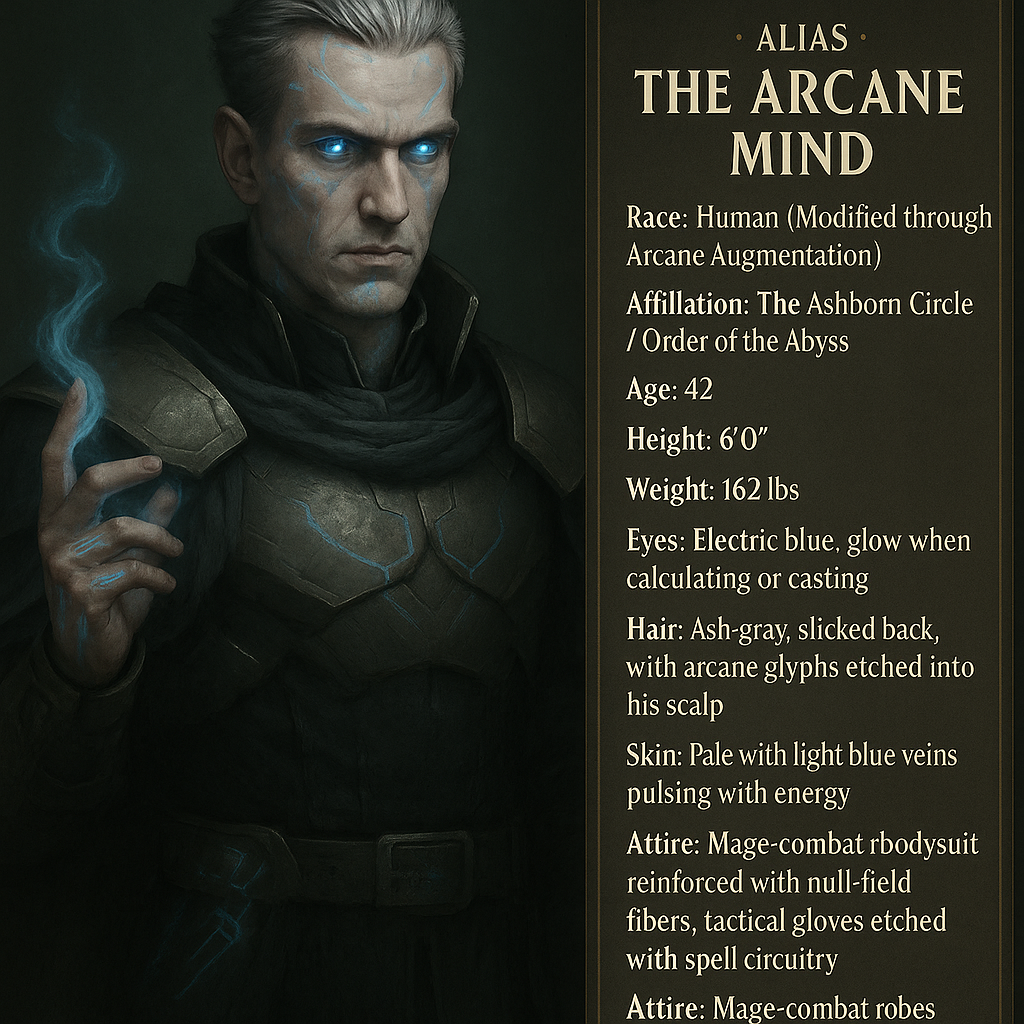 · ALIAS ·
THE ARCANE
MIND
Race: Human (Modified through
Arcane Augmentation)
Affillation: The Ashborn Circle
/ Order of the Abyss
Age: 42
Height: 6’0”
Weight: 162 lbs
Eyes: Electric blue, glow when
calculating or casting
Hair: Ash-gray, slicked back,
with arcane glyphs etched into
his scalp
Skin: Pale with light blue veins
pulsing with energy
Attire: Mage-combat rbodysuit
reinforced with null-field
fibers, tactical gloves etched
with spell circuitry
Attire: Mage-combat robes